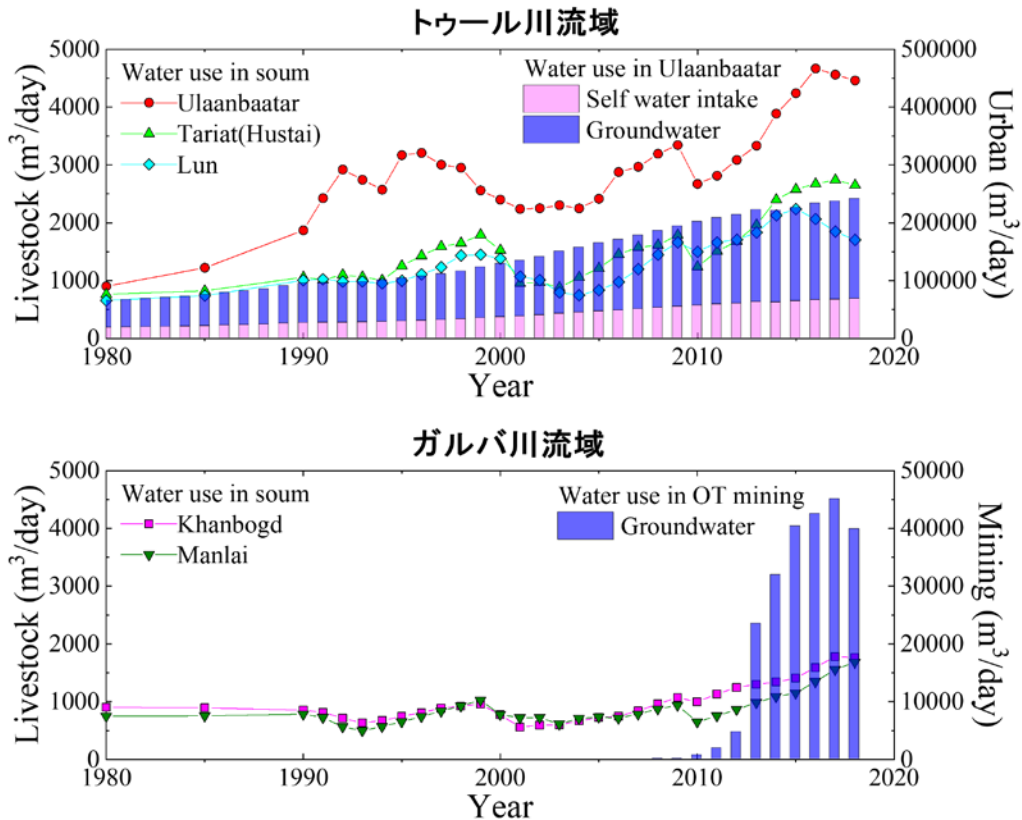 トゥール川流域
Livestock (m³/day)
5000
4000
3000
2000
1000
0
Water use in soum
Ulaanbaatar
Tariat(Hustai)
Lun
Water use in Ulaanbaatar
Self water intake
Groundwater
500000
400000
300000
200000
100000
0
Urban (m³/day)
1980 1990 2000 2010 2020
Year
ガルバ川流域
Livestock (m³/day)
5000
4000
3000
2000
1000
0
Water use in soum
Khanbogd
Manlai
Water use in OT mining
Groundwater
50000
40000
30000
20000
10000
0
Mining (m³/day)
1980 1990 2000 2010 2020
Year